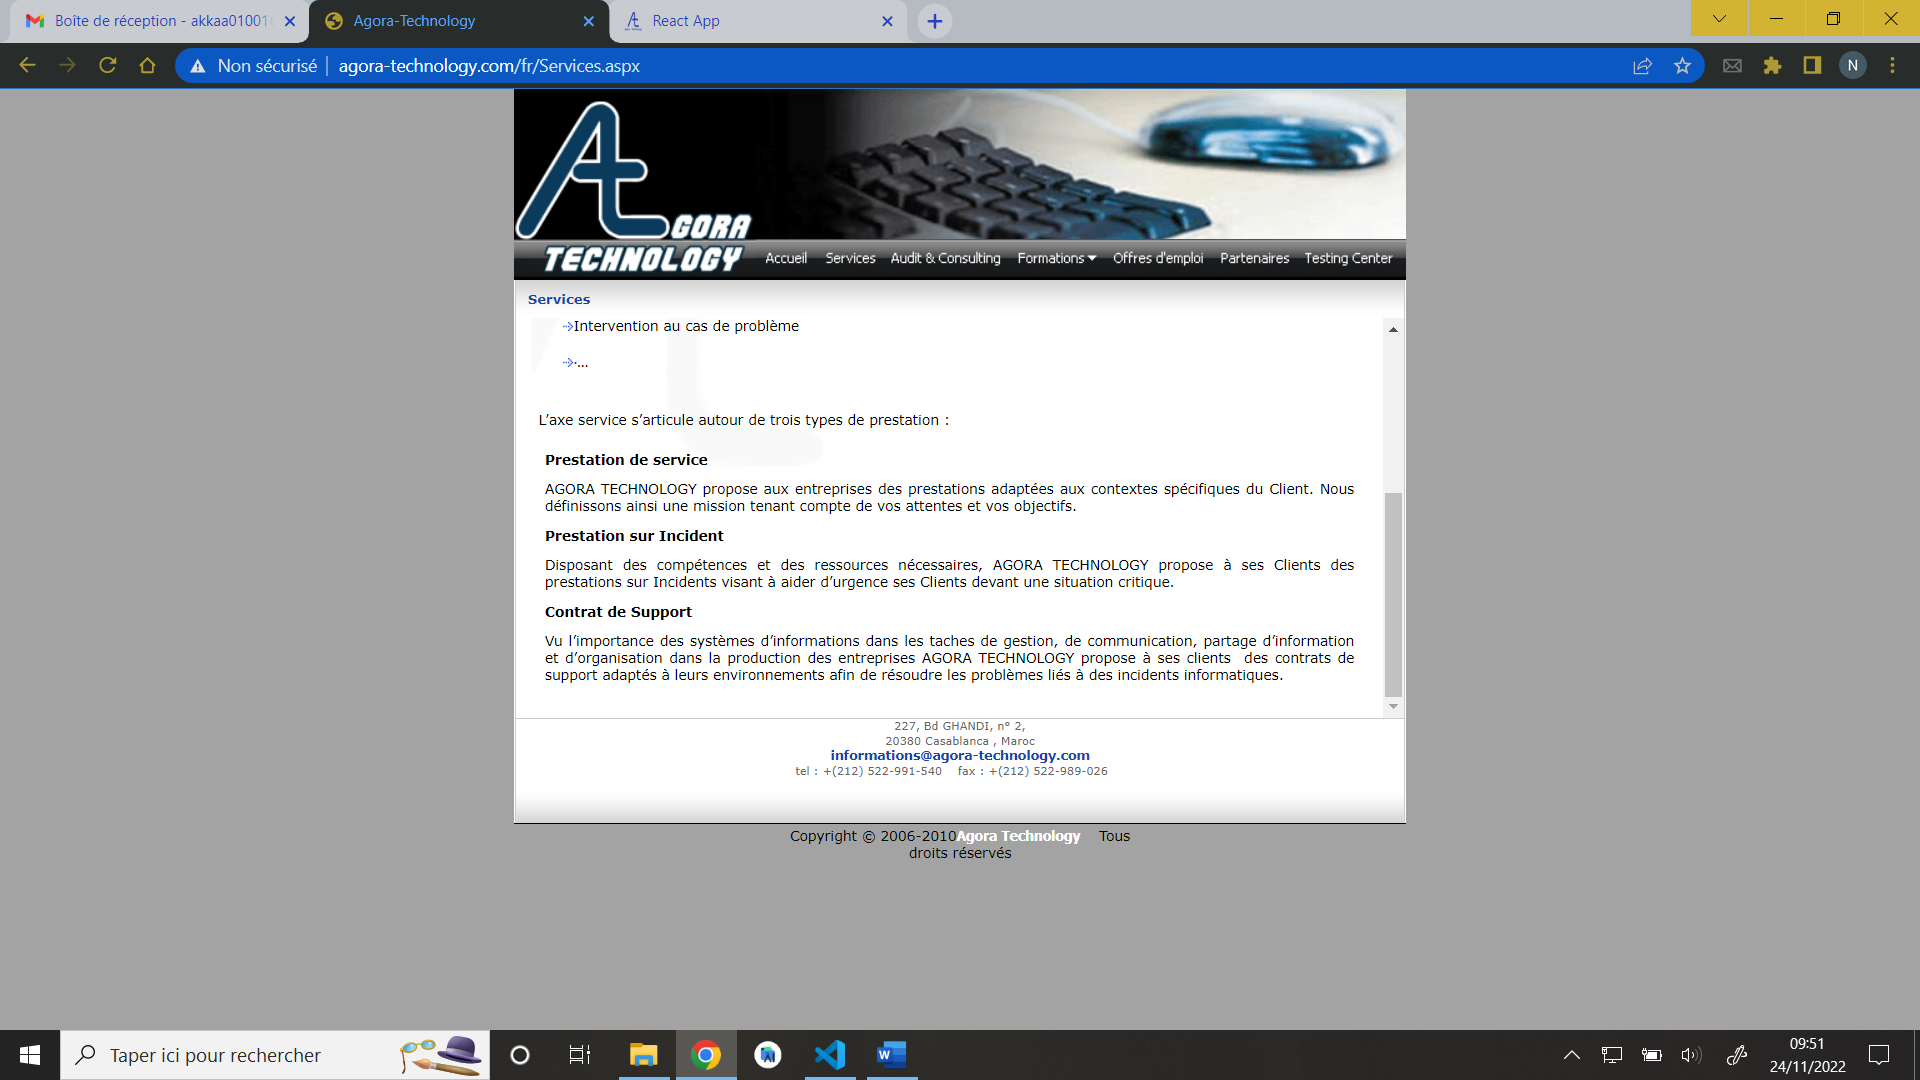 Boîte de réception - akkaa01001
Agora-Technology
React App
Non sécurisé
agora-technology.com/fr/Services.aspx
N
At GORA
TECHNOLOGY
Accueil Services Audit & Consulting Formations Offres d'emploi Partenaires Testing Center
Services
Intervention au cas de problème
...
L’axe service s’articule autour de trois types de prestation :
Prestation de service
AGORA TECHNOLOGY propose aux entreprises des prestations adaptées aux contextes spécifiques du Client. Nous
définissons ainsi une mission tenant compte de vos attentes et vos objectifs.
Prestation sur Incident
Disposant des compétences et des ressources nécessaires, AGORA TECHNOLOGY propose à ses Clients des
prestations sur Incidents visant à aider d’urgence ses Clients devant une situation critique.
Contrat de Support
Vu l’importance des systèmes d’informations dans les taches de gestion, de communication, partage d’information
et d’organisation dans la production des entreprises AGORA TECHNOLOGY propose à ses clients des contrats de
support adaptés à leurs environnements afin de résoudre les problèmes liés à des incidents informatiques.
227, Bd GHANDI, n° 2,
20380 Casablanca , Maroc
informations@agora-technology.com
tel : +(212) 522-991-540 fax : +(212) 522-989-026
Copyright © 2006-2010Agora Technology Tous
droits réservés
Taper ici pour rechercher
09:51
24/11/2022